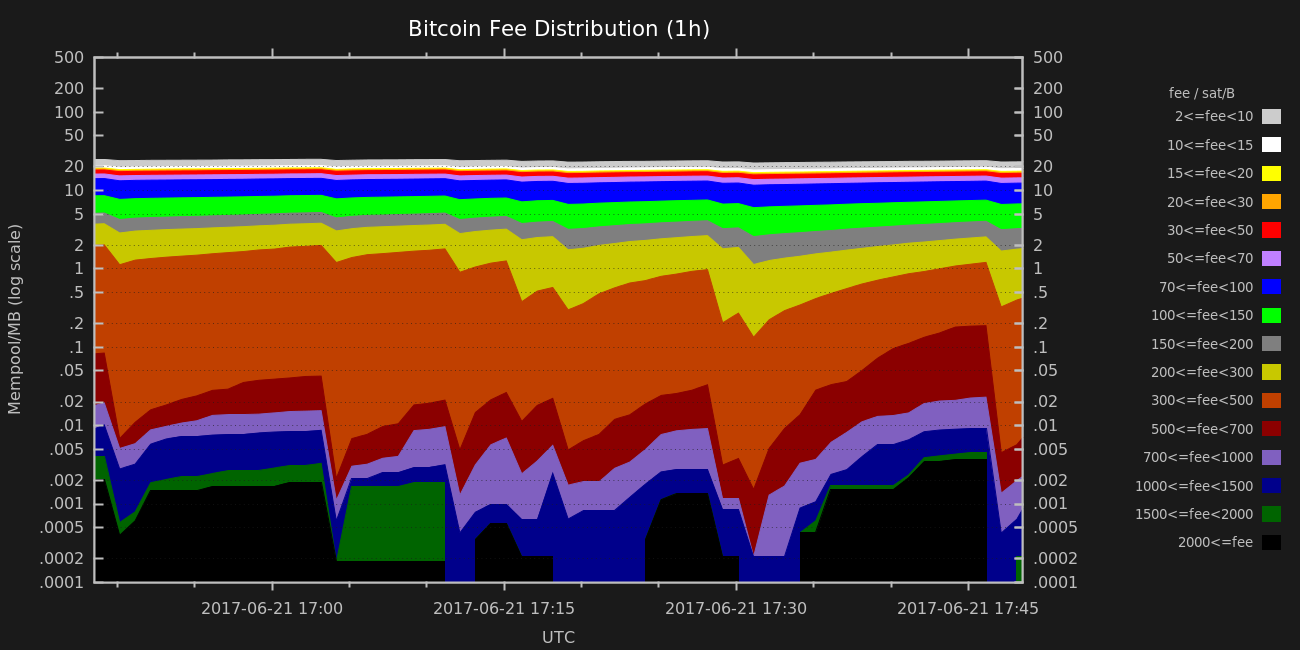 Bitcoin Fee Distribution (1h)
500
200
100
50
20
10
5
2
1
.5
.2
.1
.05
.02
.01
.005
.002
.001
.0005
.0002
.0001
Mempool/MB (log scale)
500
200
100
50
20
10
5
2
1
.5
.2
.1
.05
.02
.01
.005
.002
.001
.0005
.0002
.0001
2017-06-21 17:00 2017-06-21 17:15 2017-06-21 17:30 2017-06-21 17:45
UTC
fee / sat/B
2<=fee<10
10<=fee<15
15<=fee<20
20<=fee<30
30<=fee<50
50<=fee<70
70<=fee<100
100<=fee<150
150<=fee<200
200<=fee<300
300<=fee<500
500<=fee<700
700<=fee<1000
1000<=fee<1500
1500<=fee<2000
2000<=fee